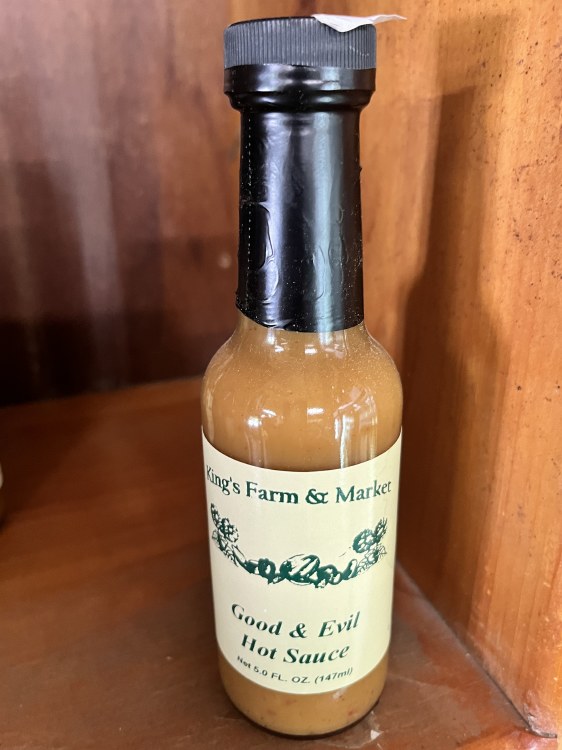 King's Farm & Market
Good & Evil
Hot Sauce
Net 5.0 FL. OZ. (147ml)